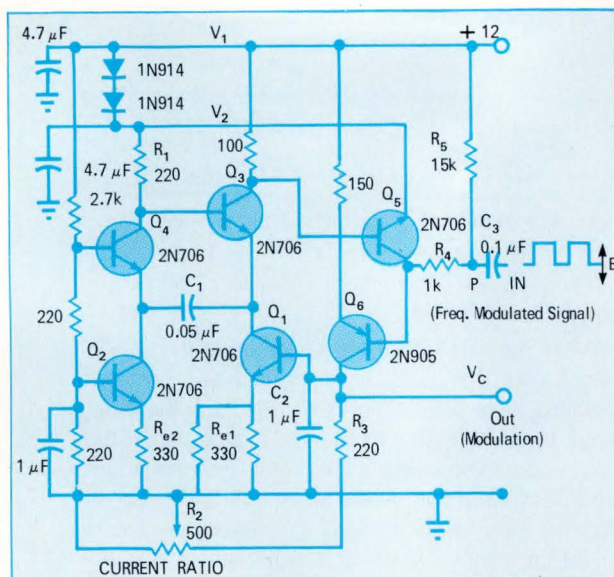 4.7 μF
V₁
+ 12
1N914
1N914
V₂
R₁
220
100
Q₃
R₅
15k
4.7 μF
2.7k
150
Q₅
Q₄
2N706
2N706
2N706
R₄
1k
C₃
0.1 μF
P
IN
E
(Freq. Modulated Signal)
220
C₁
0.05 μF
Q₁
Q₆
Q₂
2N706
2N706
2N905
C₂
1 μF
V_C
Out
(Modulation)
1 μF
220
Rₑ₂
330
Rₑ₁
330
R₃
220
R₂
500
CURRENT RATIO